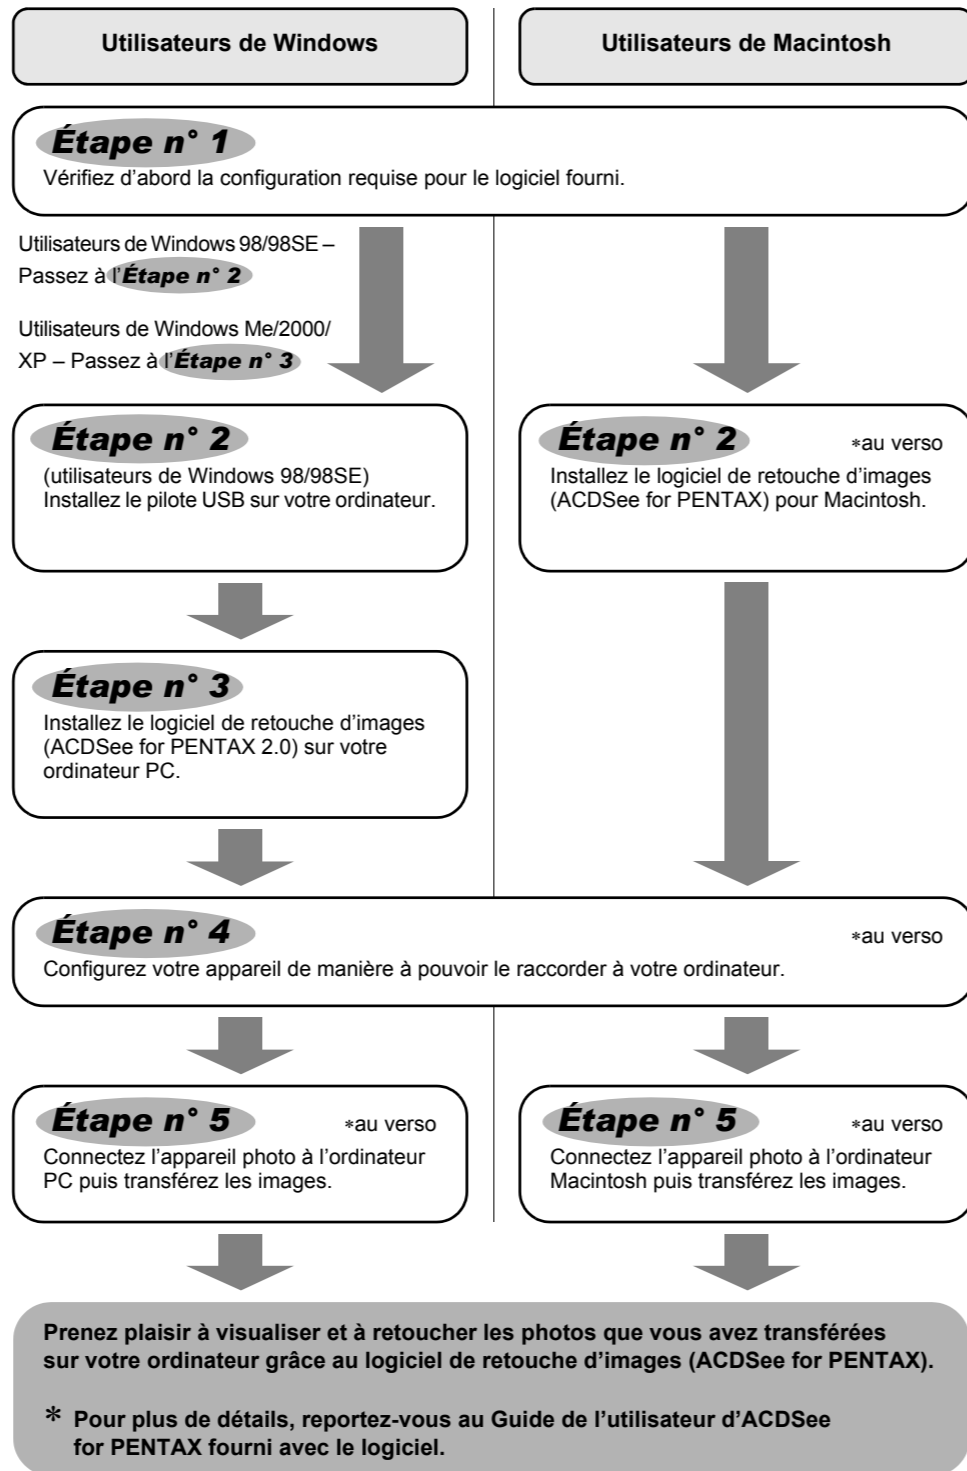 Utilisateurs de Windows
Utilisateurs de Macintosh
Étape n° 1
Vérifiez d'abord la configuration requise pour le logiciel fourni.
Utilisateurs de Windows 98/98SE –
Passez à l'Étape n° 2
Utilisateurs de Windows Me/2000/
XP – Passez à l'Étape n° 3
Étape n° 2
(utilisateurs de Windows 98/98SE)
Installez le pilote USB sur votre ordinateur.
Étape n° 2 *au verso
Installez le logiciel de retouche d'images
(ACDSee for PENTAX) pour Macintosh.
Étape n° 3
Installez le logiciel de retouche d'images
(ACDSee for PENTAX 2.0) sur votre
ordinateur PC.
Étape n° 4 *au verso
Configurez votre appareil de manière à pouvoir le raccorder à votre ordinateur.
Étape n° 5 *au verso
Connectez l'appareil photo à l'ordinateur
PC puis transférez les images.
Étape n° 5 *au verso
Connectez l'appareil photo à l'ordinateur
Macintosh puis transférez les images.
Prenez plaisir à visualiser et à retoucher les photos que vous avez transférées
sur votre ordinateur grâce au logiciel de retouche d'images (ACDSee for PENTAX).
* Pour plus de détails, reportez-vous au Guide de l'utilisateur d'ACDSee
for PENTAX fourni avec le logiciel.